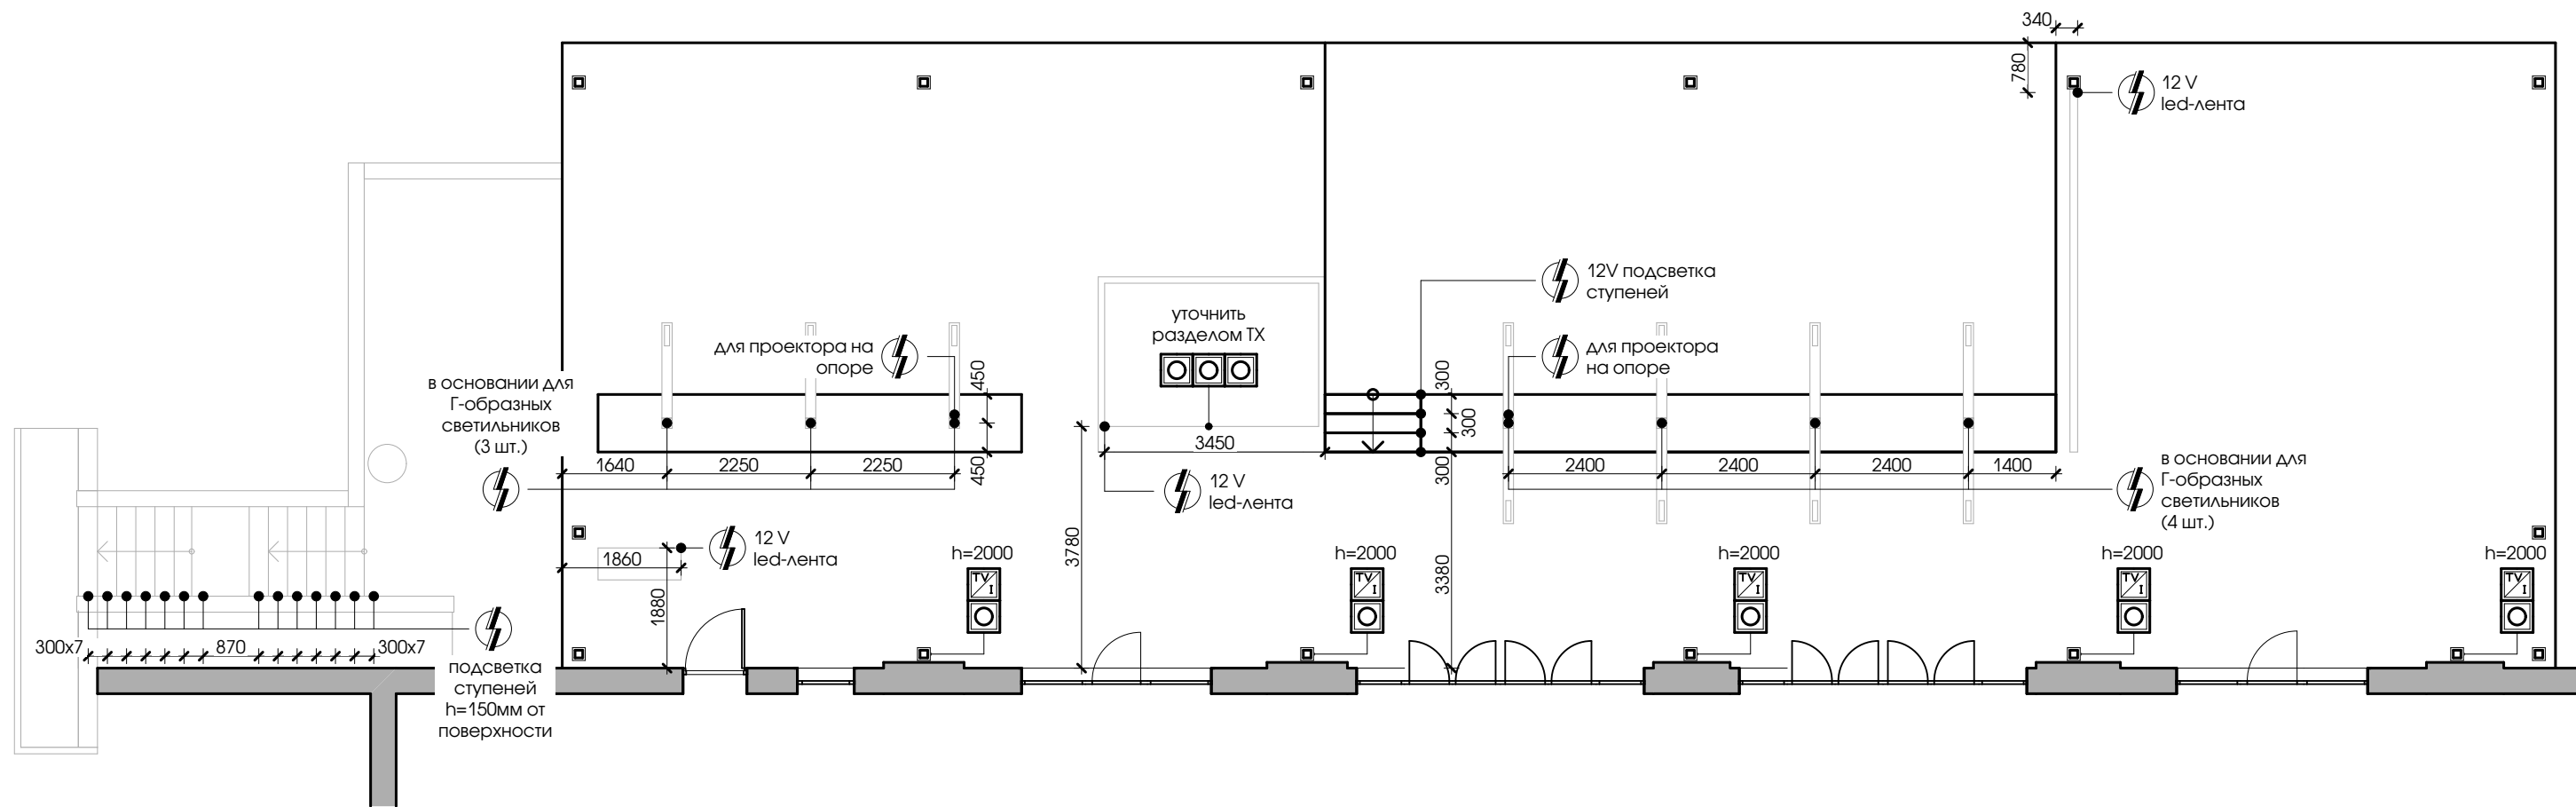 340
780
12 V
led-лента
12V подсветка
ступеней
уточнить
разделом ТХ
для проектора на
опоре
для проектора
на опоре
в основании для
Г-образных
светильников
(3 шт.)
450
450
300
300
300
3450
1640
2250
2250
2400
2400
2400
1400
12 V
led-лента
в основании для
Г-образных
светильников
(4 шт.)
12 V
led-лента
1860
1880
3780
3380
h=2000
h=2000
h=2000
h=2000
h=2000
TV
I
TV
I
TV
I
TV
I
TV
I
300x7
870
300x7
подсветка
ступеней
h=150мм от
поверхности